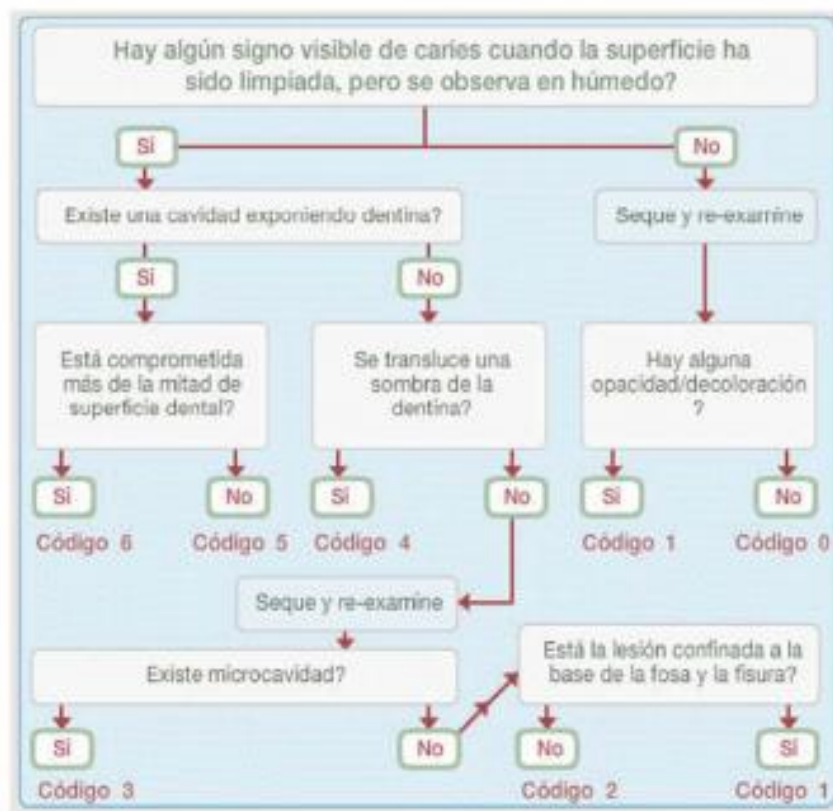 Hay algún signo visible de caries cuando la superficie ha
sido limpiada, pero se observa en húmedo?
Sí
No
Existe una cavidad exponiendo dentina?
Seque y re-examine
Sí
No
Está comprometida
más de la mitad de
superficie dental?
Se transluce una
sombra de la
dentina?
Hay alguna
opacidad/decoloración
?
Si
No
Si
No
Si
No
Código 6
Código 5
Código 4
Código 1
Código 0
Seque y re-examine
Existe microcavidad?
Está la lesión confinada a la
base de la fosa y la fisura?
Si
No
No
Si
Código 3
Código 2
Código 1